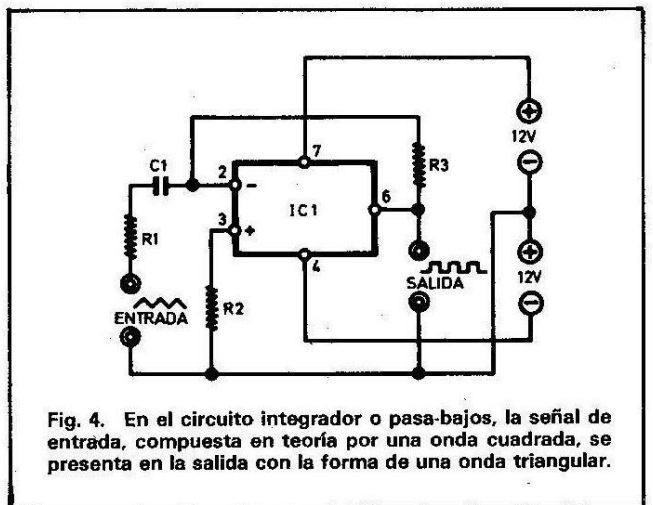 7
12V
C1
R3
2
-
6
IC1
3
+
R1
4
SALIDA
12V
ENTRADA
R2
Fig. 4. En el circuito integrador o pasa-bajos, la señal de
entrada, compuesta en teoría por una onda cuadrada, se
presenta en la salida con la forma de una onda triangular.